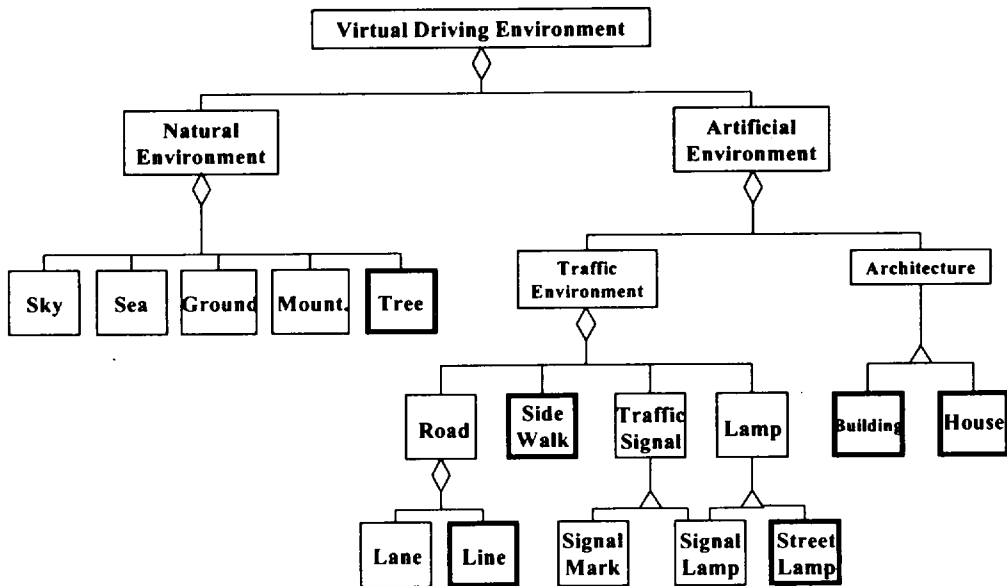 Virtual Driving Environment
Natural
Environment
Artificial
Environment
Traffic
Environment
Architecture
Sky
Sea
Ground
Mount.
Tree
Road
Side
Walk
Traffic
Signal
Lamp
Building
House
Lane
Line
Signal
Mark
Signal
Lamp
Street
Lamp